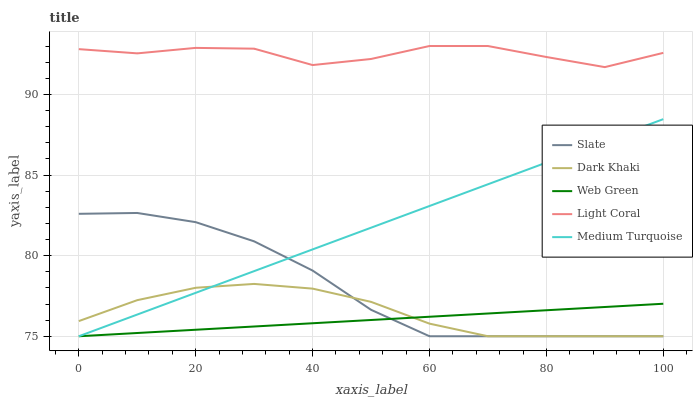 title
yaxis_label
90
85
80
75
0
20
40
60
80
100
xaxis_label
Slate
Dark Khaki
Web Green
Light Coral
Medium Turquoise